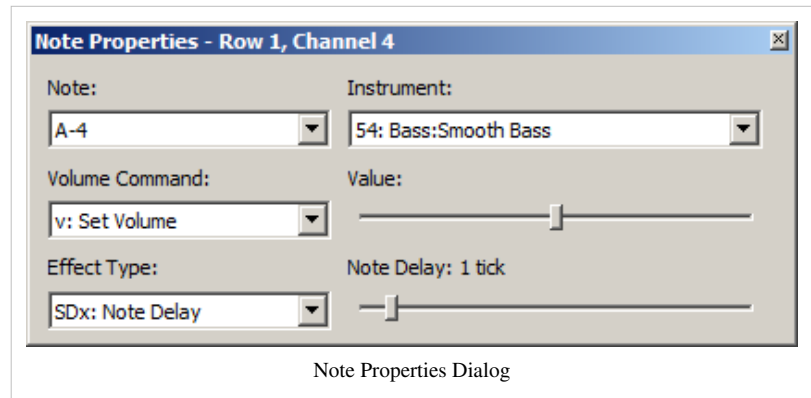 Note Properties - Row 1, Channel 4
Note: Instrument:
A-4 54: Bass:Smooth Bass
Volume Command: Value:
v: Set Volume
Effect Type: Note Delay: 1 tick
SDx: Note Delay
Note Properties Dialog